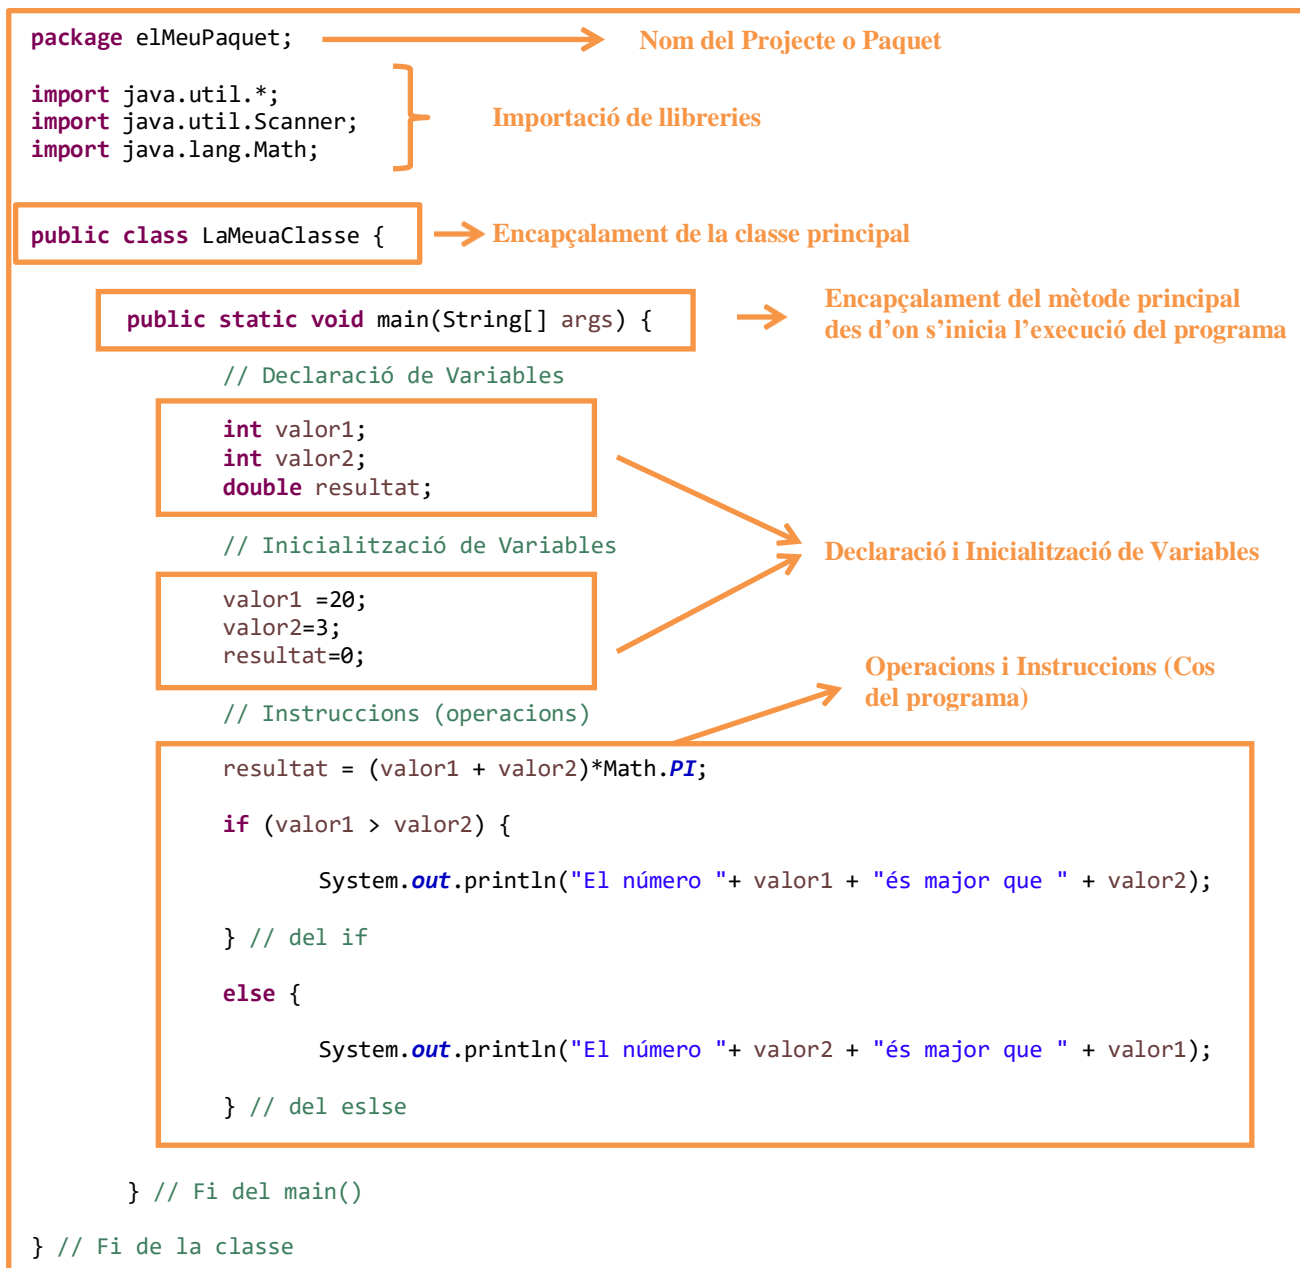 package elMeuPaquet;
Nom del Projecte o Paquet
import java.util.*;
import java.util.Scanner;
import java.lang.Math;
Importació de llibreries
public class LaMeuaClasse {
Encapçalament de la classe principal
public static void main(String[] args) {
Encapçalament del mètode principal
des d’on s’inicia l’execució del programa
// Declaració de Variables
int valor1;
int valor2;
double resultat;
// Inicialització de Variables
Declaració i Inicialització de Variables
valor1 =20;
valor2=3;
resultat=0;
Operacions i Instruccions (Cos
del programa)
// Instruccions (operacions)
resultat = (valor1 + valor2)*Math.PI;
if (valor1 > valor2) {
System.out.println("El número "+ valor1 + "és major que " + valor2);
} // del if
else {
System.out.println("El número "+ valor2 + "és major que " + valor1);
} // del eslse
} // Fi del main()
} // Fi de la classe